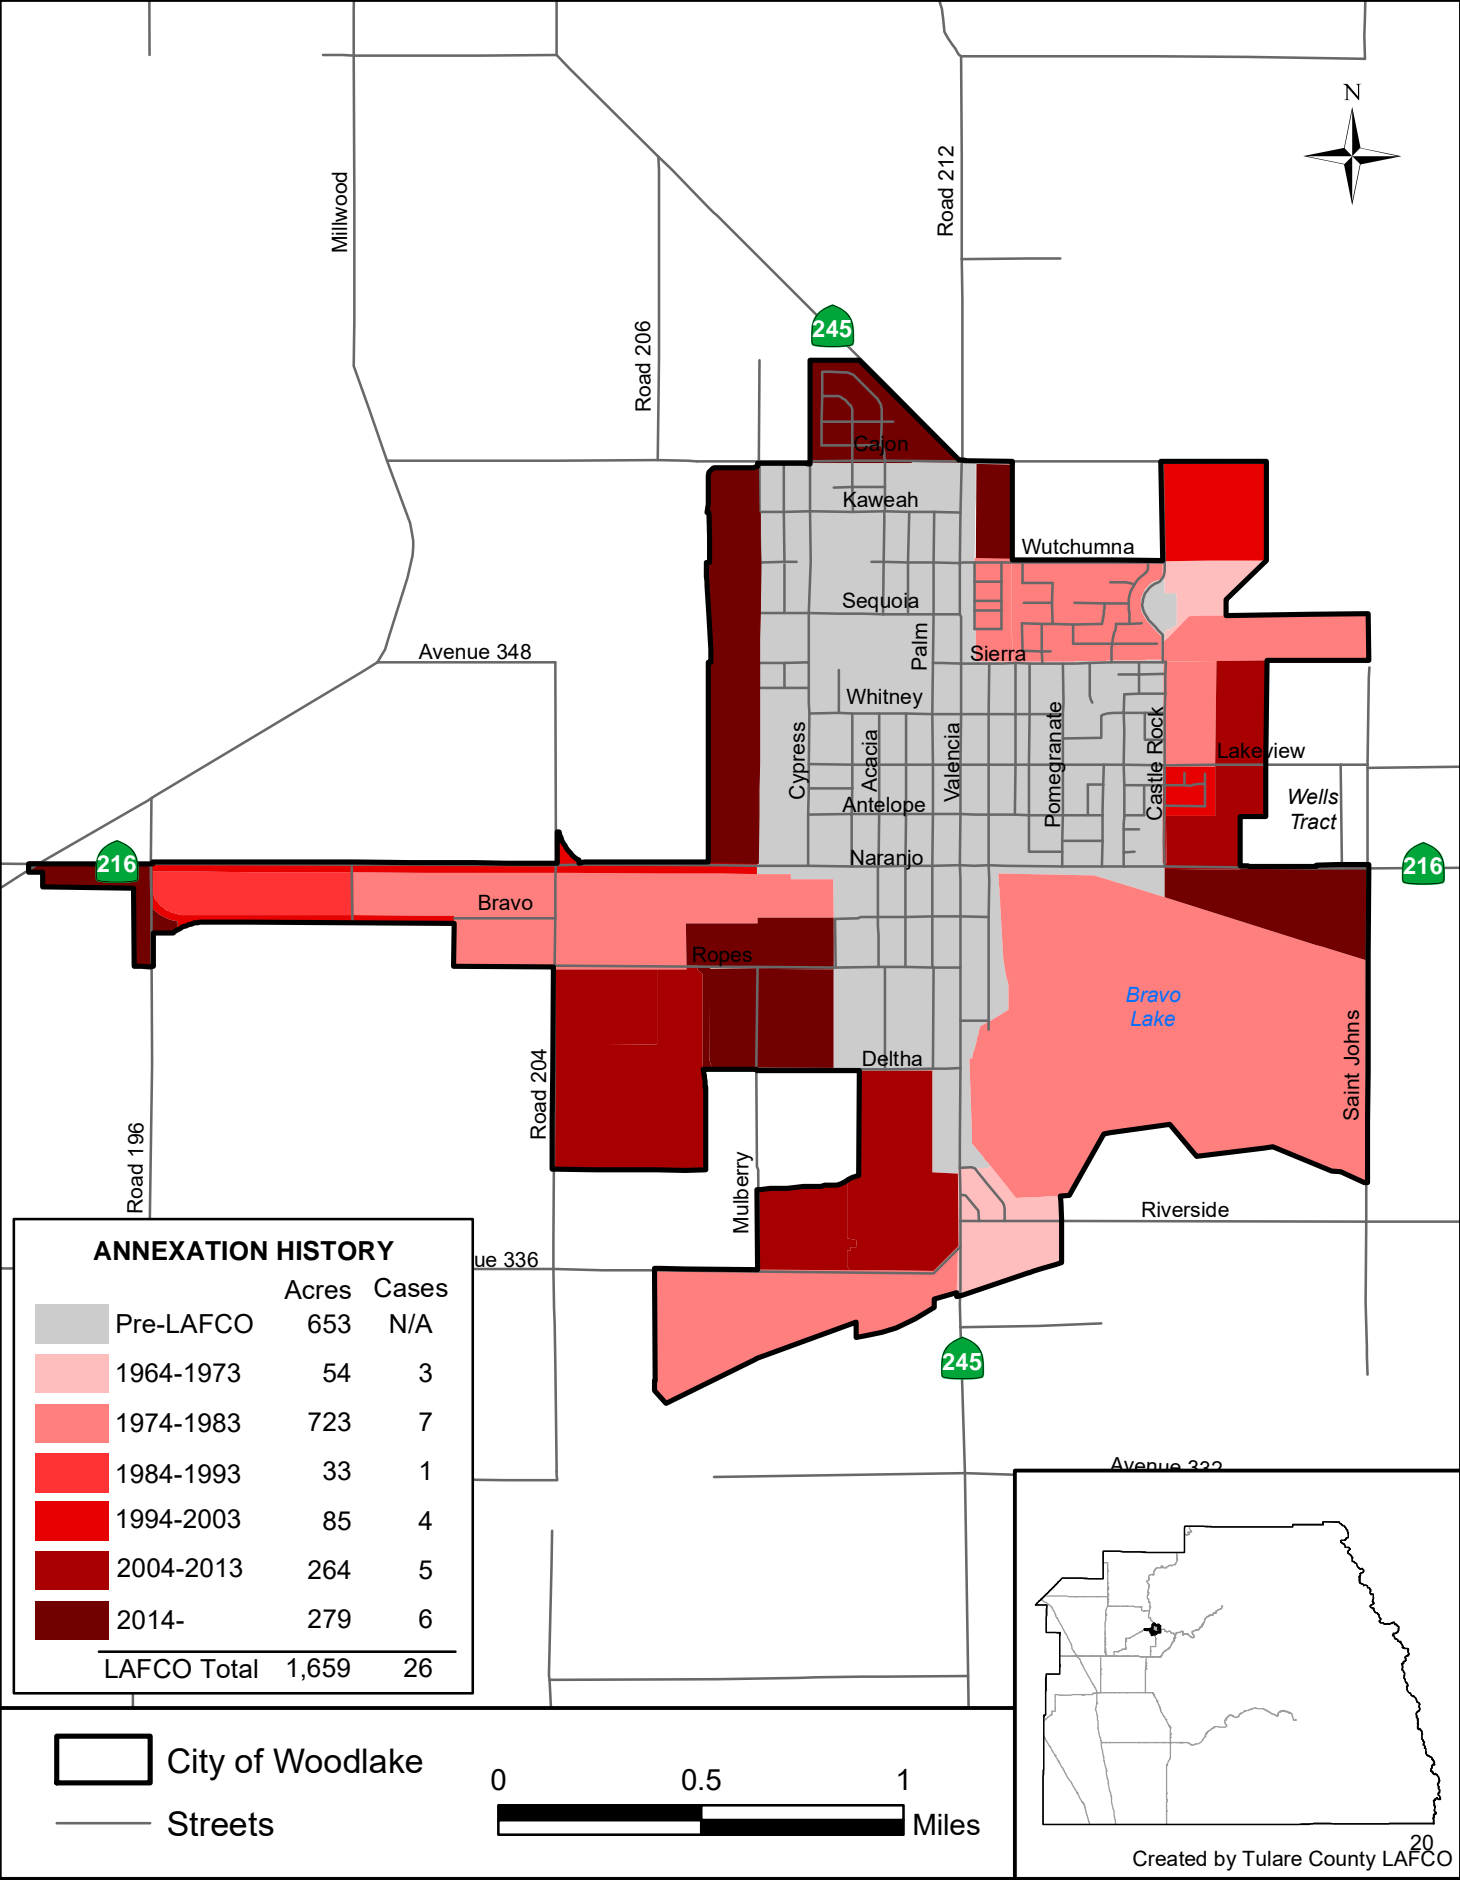 N
Millwood
Road 212
245
Road 206
Cajon
Kaweah
Wutchumna
Sequoia
Palm
Sierra
Avenue 348
Whitney
Cypress
Acacia
Valencia
Pomegranate
Castle Rock
Lakeview
Antelope
Wells
Tract
Naranjo
216
216
Bravo
Ropes
Bravo
Lake
Saint Johns
Deltha
Road 204
Road 196
Mulberry
Riverside
ue 336
245
Avenue 332
ANNEXATION HISTORY
Acres Cases
Pre-LAFCO 653 N/A
1964-1973 54 3
1974-1983 723 7
1984-1993 33 1
1994-2003 85 4
2004-2013 264 5
2014- 279 6
LAFCO Total 1,659 26
City of Woodlake
Streets
0 0.5 1
Miles
20
Created by Tulare County LAFCO